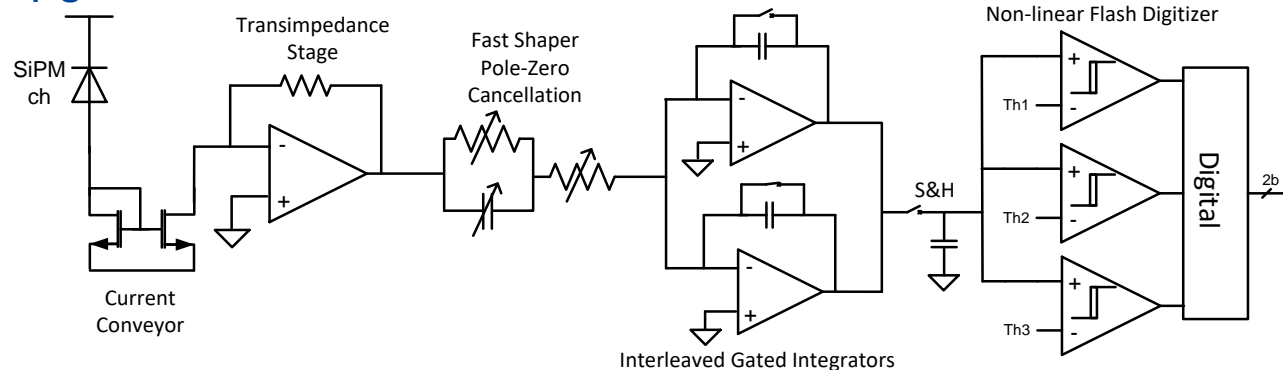 SiPM
ch
Current
Conveyor
Transimpedance
Stage
-
+
Fast Shaper
Pole-Zero
Cancellation
-
+
-
+
Interleaved Gated Integrators
S&H
Non-linear Flash Digitizer
+
Th1
-
+
Th2
-
+
Th3
-
Digital
2b